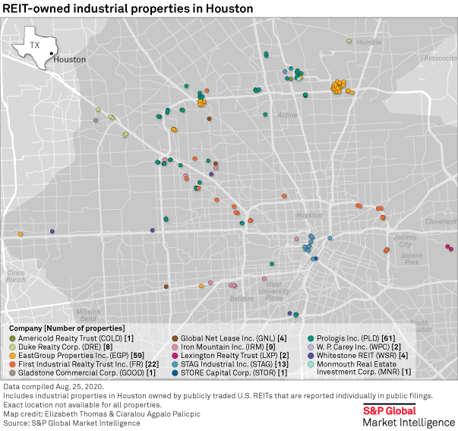 REIT-owned industrial properties in Houston
TX
Houston
Humble
Atascocita
Aldine
Houston
Cloverleaf
Jacinto
City
Galena
Park
Cinco
Ranch
West
University
Place
Bellaire
Mission
Bend
South
Company [Number of properties]
Americold Realty Trust (COLD) [1]
Duke Realty Corp. (DRE) [8]
EastGroup Properties Inc. (EGP) [59]
First Industrial Realty Trust Inc. (FR) [22]
Gladstone Commercial Corp. (GOOD) [1]
Global Net Lease Inc. (GNL) [4]
Iron Mountain Inc. (IRM) [9]
Lexington Realty Trust (LXP) [2]
STAG Industrial Inc. (STAG) [13]
STORE Capital Corp. (STOR) [1]
Prologis Inc. (PLD) [61]
W. P. Carey Inc. (WPC) [2]
Whitestone REIT (WSR) [4]
Monmouth Real Estate
Investment Corp. (MNR) [1]
Data compiled Aug. 25, 2020.
Includes industrial properties in Houston owned by publicly traded U.S. REITs that are reported individually in public filings.
Exact location not available for all properties.
Map credit: Elizabeth Thomas & Ciaralou Agpalo Palicpic
Source: S&P Global Market Intelligence
S&P Global
Market Intelligence